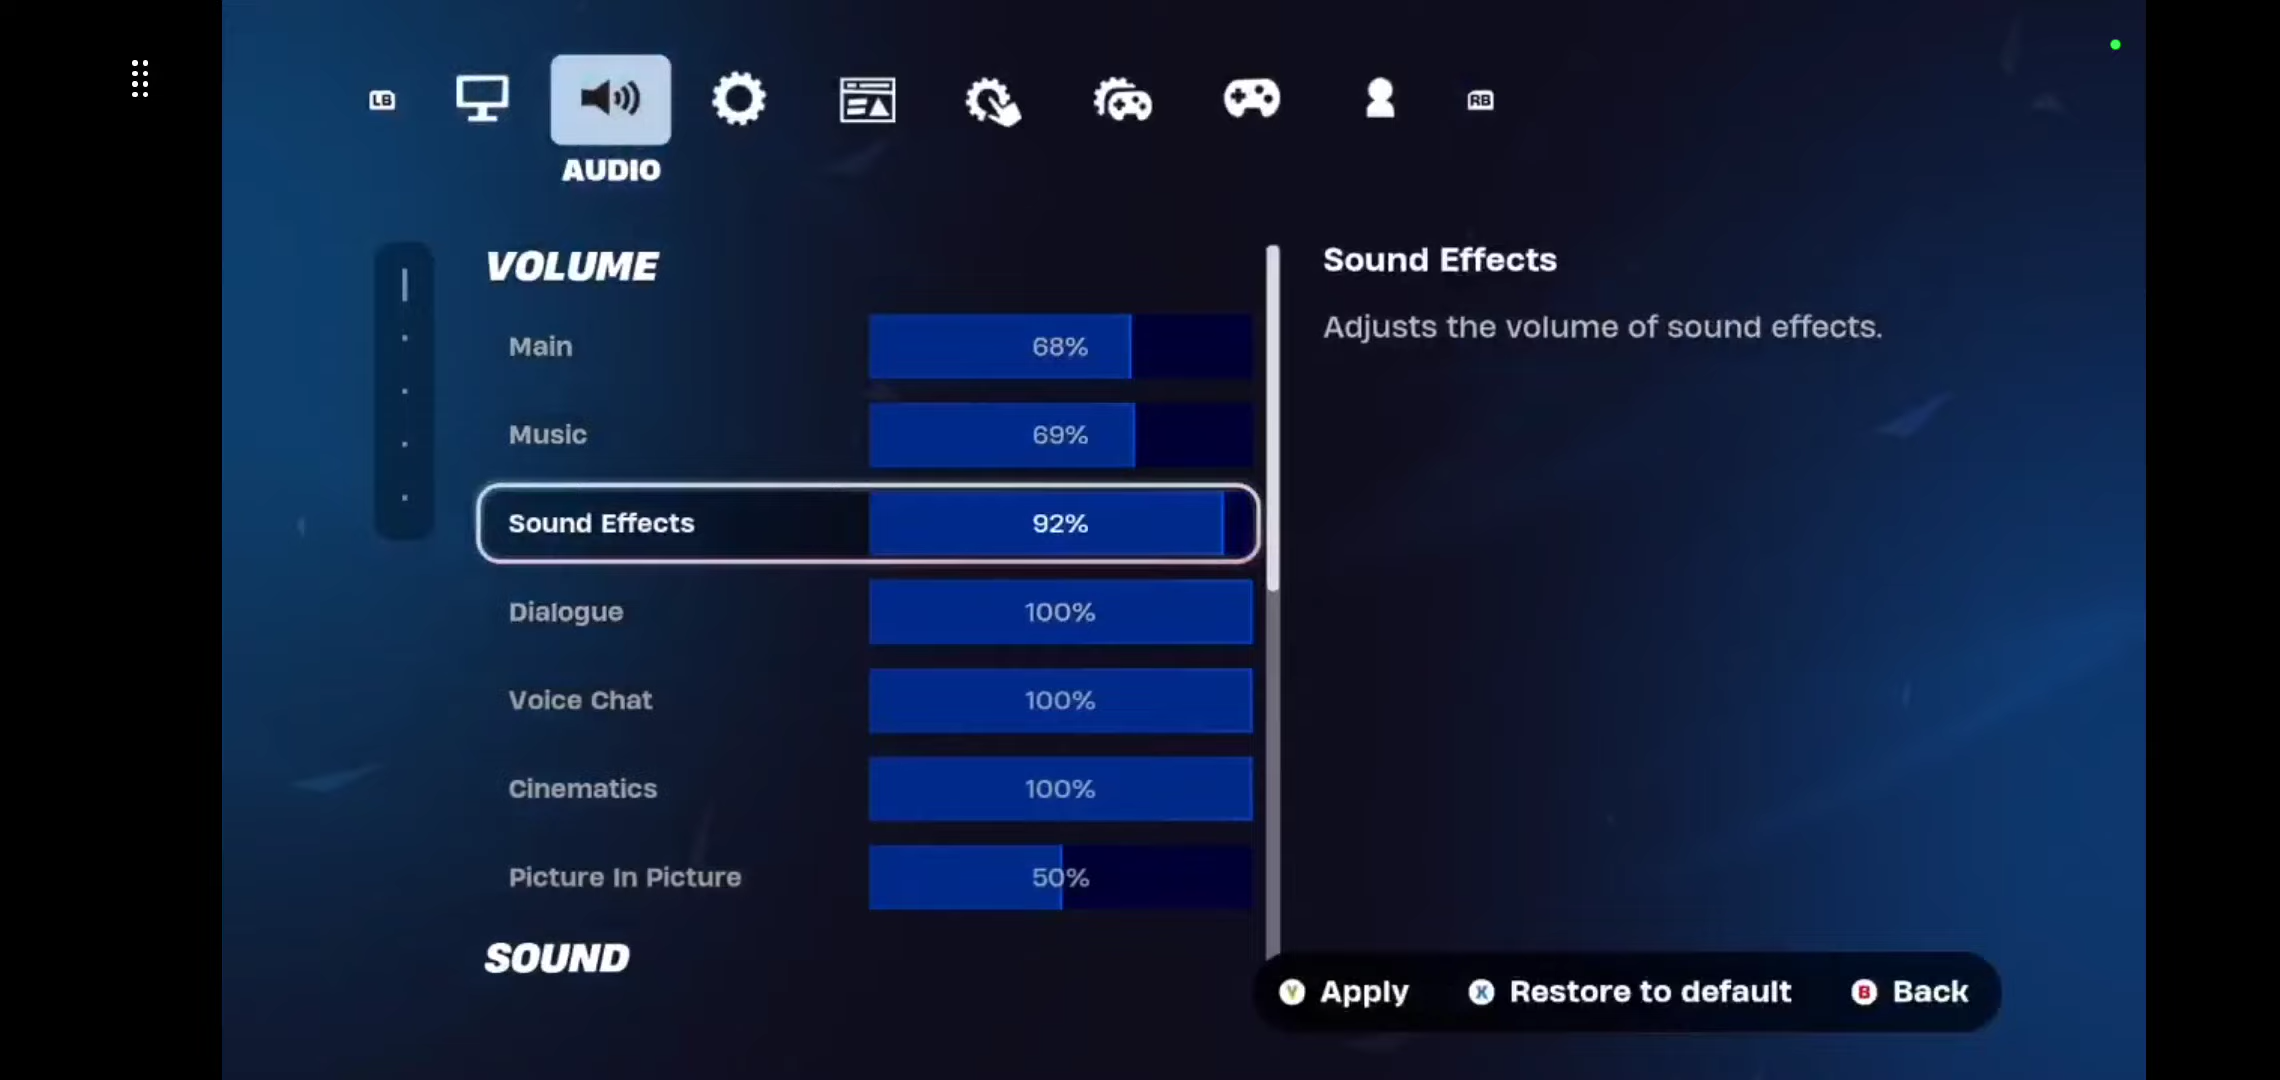 LB
RB
AUDIO
VOLUME
Main 68%
Music 69%
Sound Effects 92%
Dialogue 100%
Voice Chat 100%
Cinematics 100%
Picture In Picture 50%
SOUND
Sound Effects
Adjusts the volume of sound effects.
Y Apply X Restore to default B Back